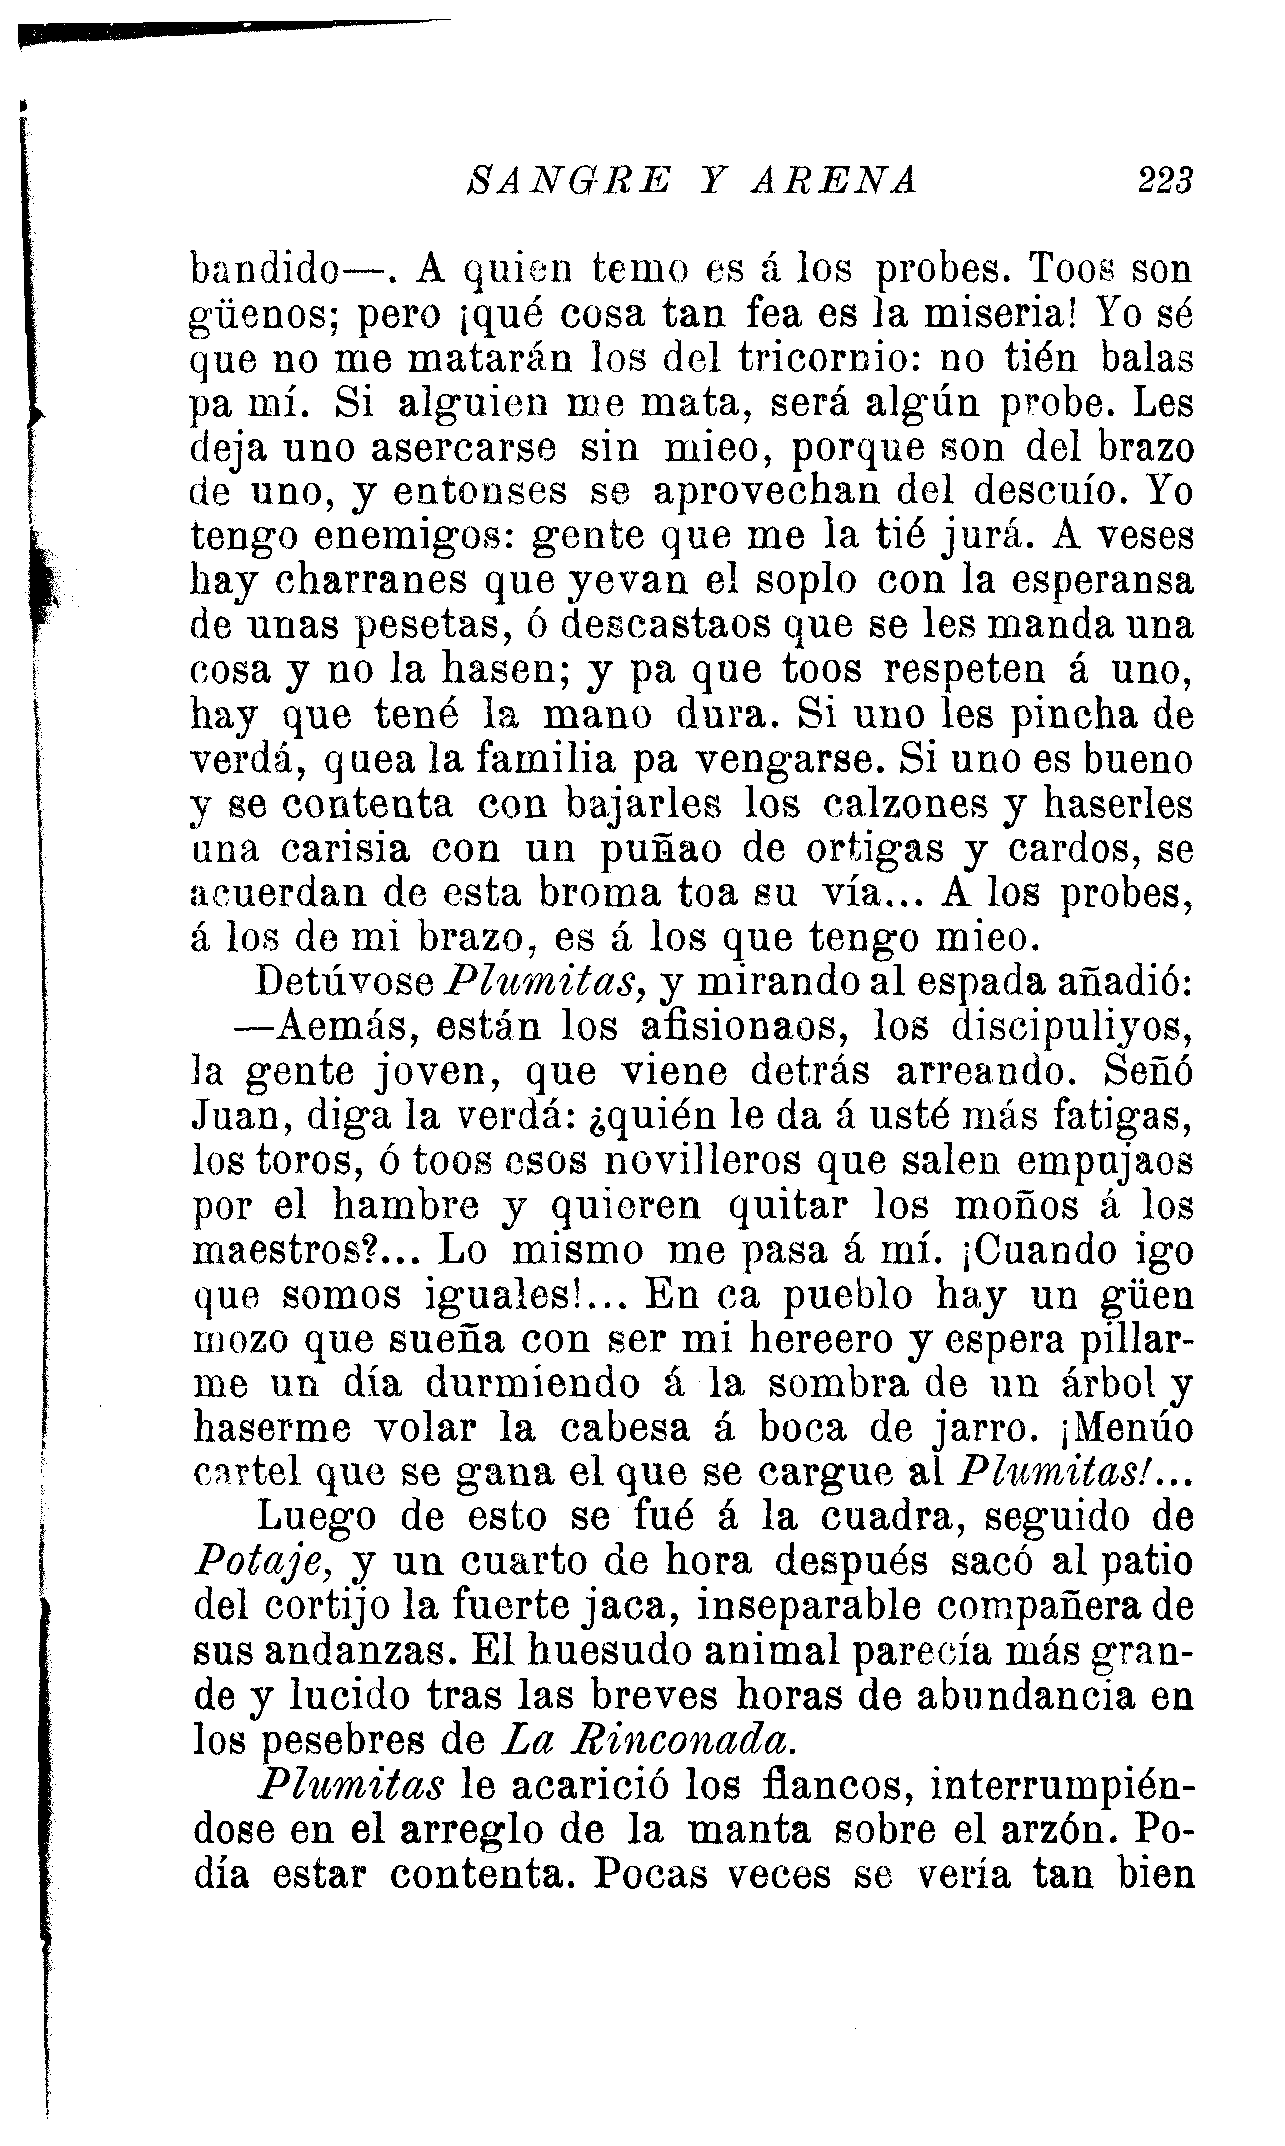 SANGRE Y ARENA 223
bandido—. A quien temo es á los probes. Toos son
güenos; pero ¡qué cosa tan fea es la miseria! Yo sé
que no me matarán los del tricornio: no tién balas
pa mí. Si alguien me mata, será algún probe. Les
deja uno asercarse sin mieo, porque son del brazo
de uno, y entonses se aprovechan del descuío. Yo
tengo enemigos: gente que me la tié jurá. A veses
hay charranes que yevan el soplo con la esperansa
de unas pesetas, ó descastaos que se les manda una
cosa y no la hasen; y pa que toos respeten á uno,
hay que tené la mano dura. Si uno les pincha de
verdá, quea la familia pa vengarse. Si uno es bueno
y se contenta con bajarles los calzones y haserles
una carisia con un puñao de ortigas y cardos, se
acuerdan de esta broma toa su vía... A los probes,
á los de mi brazo, es á los que tengo mieo.
Detúvose Plumitas, y mirando al espada añadió:
—Aemás, están los afisionaos, los discipuliyos,
la gente joven, que viene detrás arreando. Señó
Juan, diga la verdá: ¿quién le da á usté más fatigas,
los toros, ó toos esos novilleros que salen empujaos
por el hambre y quieren quitar los moños á los
maestros?... Lo mismo me pasa á mí. ¡Cuando igo
que somos iguales!... En ca pueblo hay un güen
mozo que sueña con ser mi hereero y espera pillar-
me un día durmiendo á la sombra de un árbol y
haserme volar la cabesa á boca de jarro. ¡Menúo
cartel que se gana el que se cargue al Plumitas!...
Luego de esto se fué á la cuadra, seguido de
Potaje, y un cuarto de hora después sacó al patio
del cortijo la fuerte jaca, inseparable compañera de
sus andanzas. El huesudo animal parecía más gran-
de y lucido tras las breves horas de abundancia en
los pesebres de La Rinconada.
Plumitas le acarició los flancos, interrumpién-
dose en el arreglo de la manta sobre el arzón. Po-
día estar contenta. Pocas veces se vería tan bien